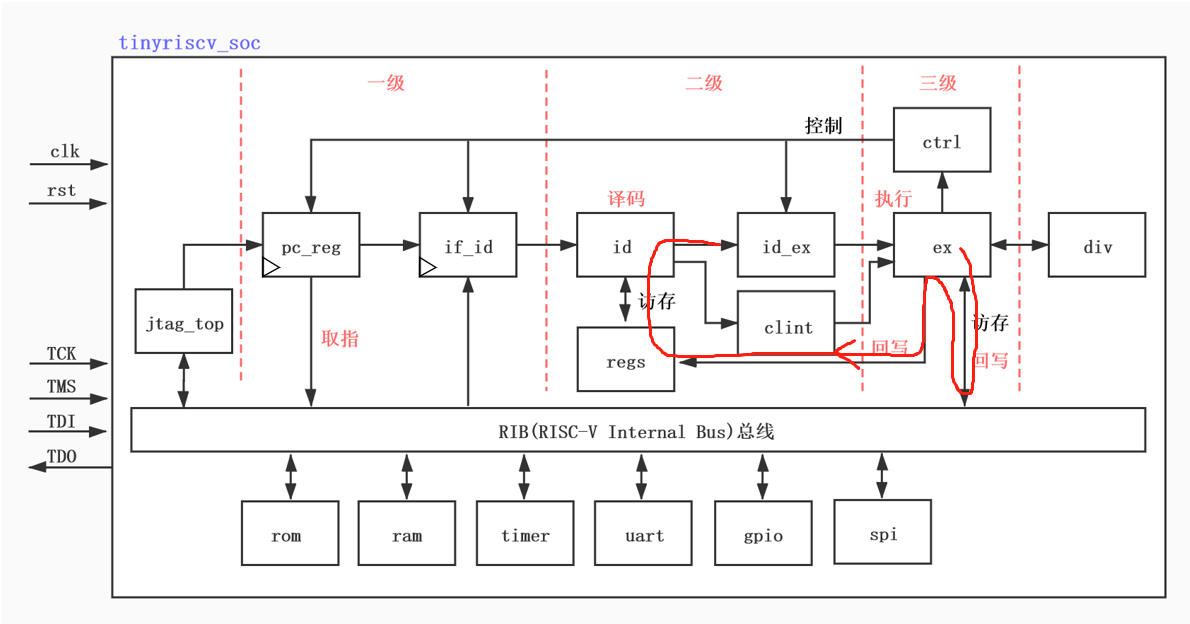 tinyriscv_soc
一级
二级
三级
控制
ctrl
clk
rst
译码
执行
pc_reg
if_id
id
id_ex
ex
div
访存
jtag_top
取指
clint
访存
TCK
regs
回写
回写
TMS
TDI
RIB(RISC-V Internal Bus)总线
TDO
rom
ram
timer
uart
gpio
spi